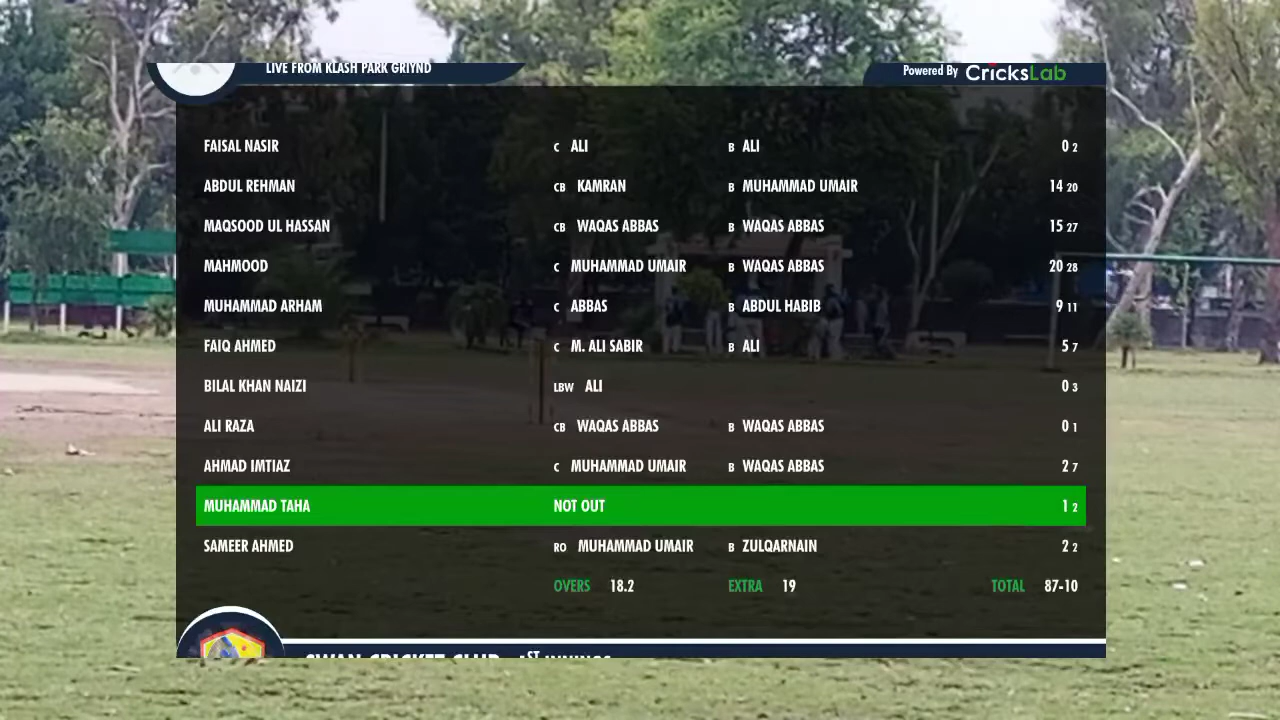 LIVE FROM KLASH PARK GRIYND
Powered By CricksLab
FAISAL NASIR C ALI B ALI 0 2
ABDUL REHMAN CB KAMRAN B MUHAMMAD UMAIR 14 20
MAQSOOD UL HASSAN CB WAQAS ABBAS B WAQAS ABBAS 15 27
MAHMOOD C MUHAMMAD UMAIR B WAQAS ABBAS 20 28
MUHAMMAD ARHAM C ABBAS B ABDUL HABIB 9 11
FAIQ AHMED C M. ALI SABIR B ALI 5 7
BILAL KHAN NAIZI LBW ALI 0 3
ALI RAZA CB WAQAS ABBAS B WAQAS ABBAS 0 1
AHMAD IMTIAZ C MUHAMMAD UMAIR B WAQAS ABBAS 2 7
MUHAMMAD TAHA NOT OUT 1 2
SAMEER AHMED RO MUHAMMAD UMAIR B ZULQARNAIN 2 2
OVERS 18.2 EXTRA 19 TOTAL 87-10
SWAN CRICKET CLUB 1ST INNINGS